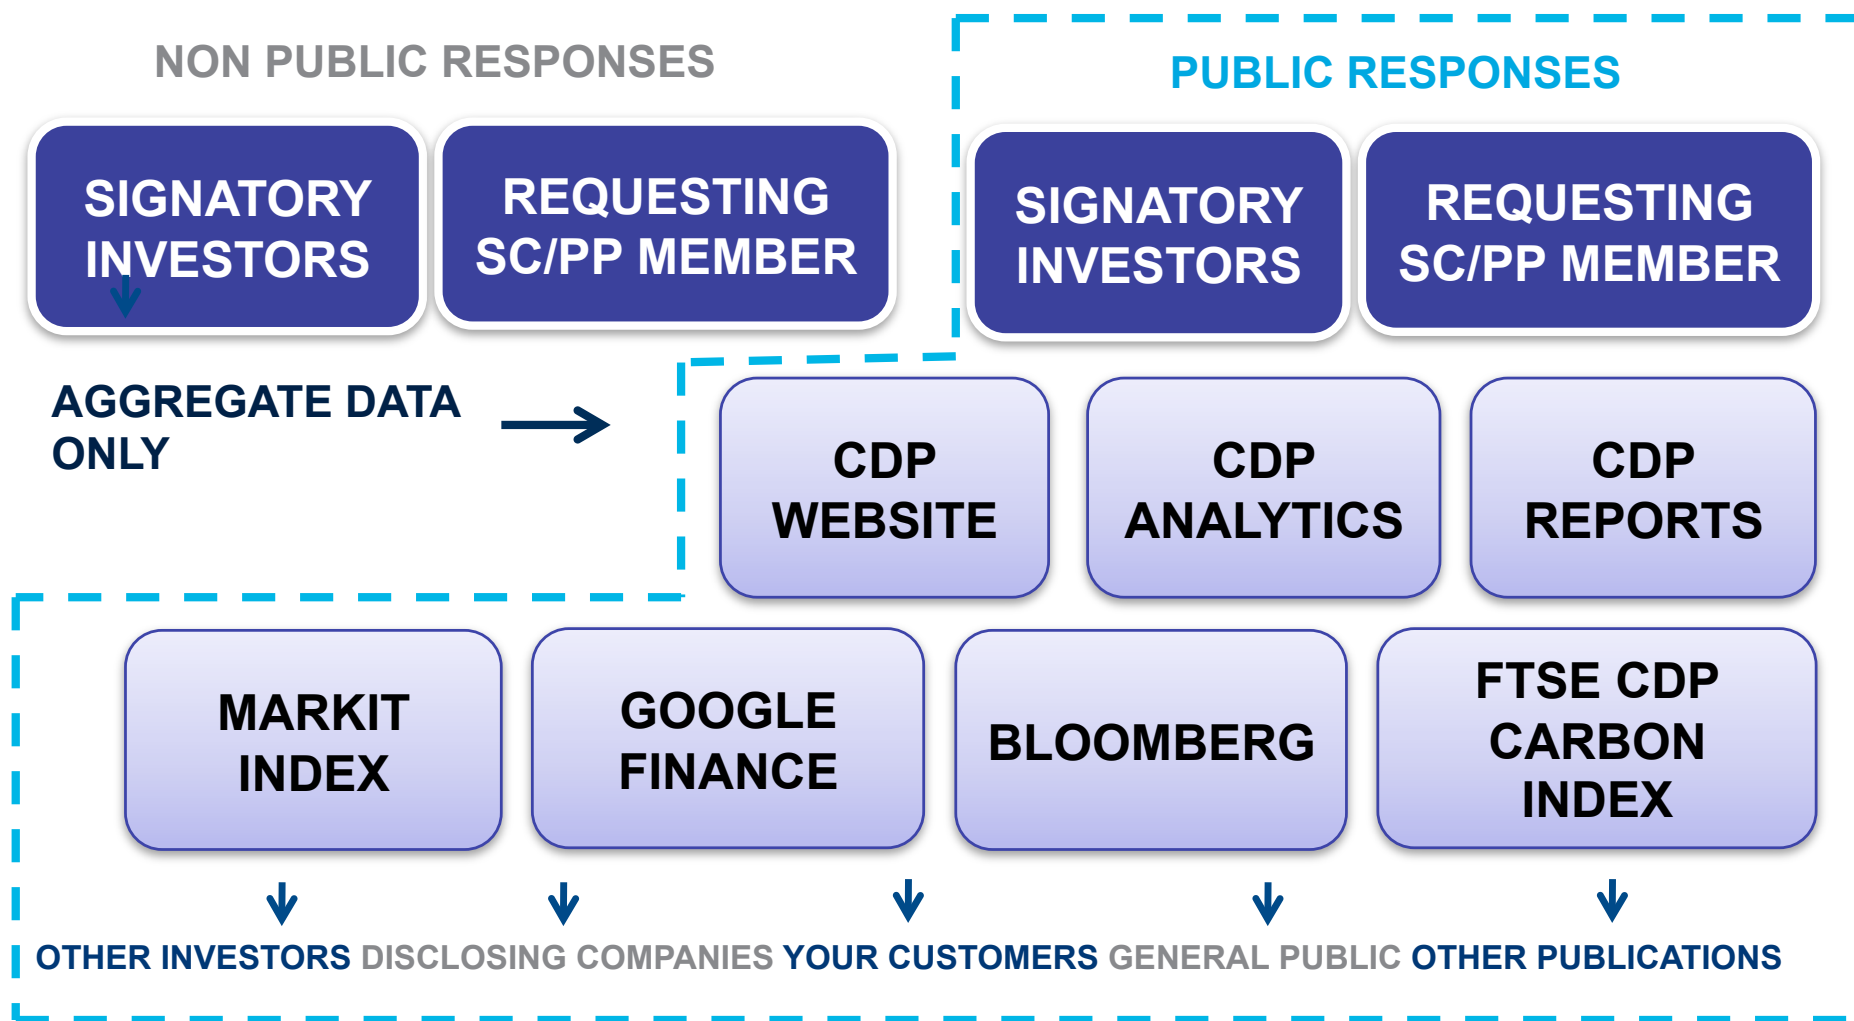 NON PUBLIC RESPONSES
PUBLIC RESPONSES
SIGNATORY
INVESTORS
REQUESTING
SC/PP MEMBER
SIGNATORY
INVESTORS
REQUESTING
SC/PP MEMBER
AGGREGATE DATA
ONLY
CDP
WEBSITE
CDP
ANALYTICS
CDP
REPORTS
MARKIT
INDEX
GOOGLE
FINANCE
BLOOMBERG
FTSE CDP
CARBON
INDEX
OTHER INVESTORS DISCLOSING COMPANIES YOUR CUSTOMERS GENERAL PUBLIC OTHER PUBLICATIONS